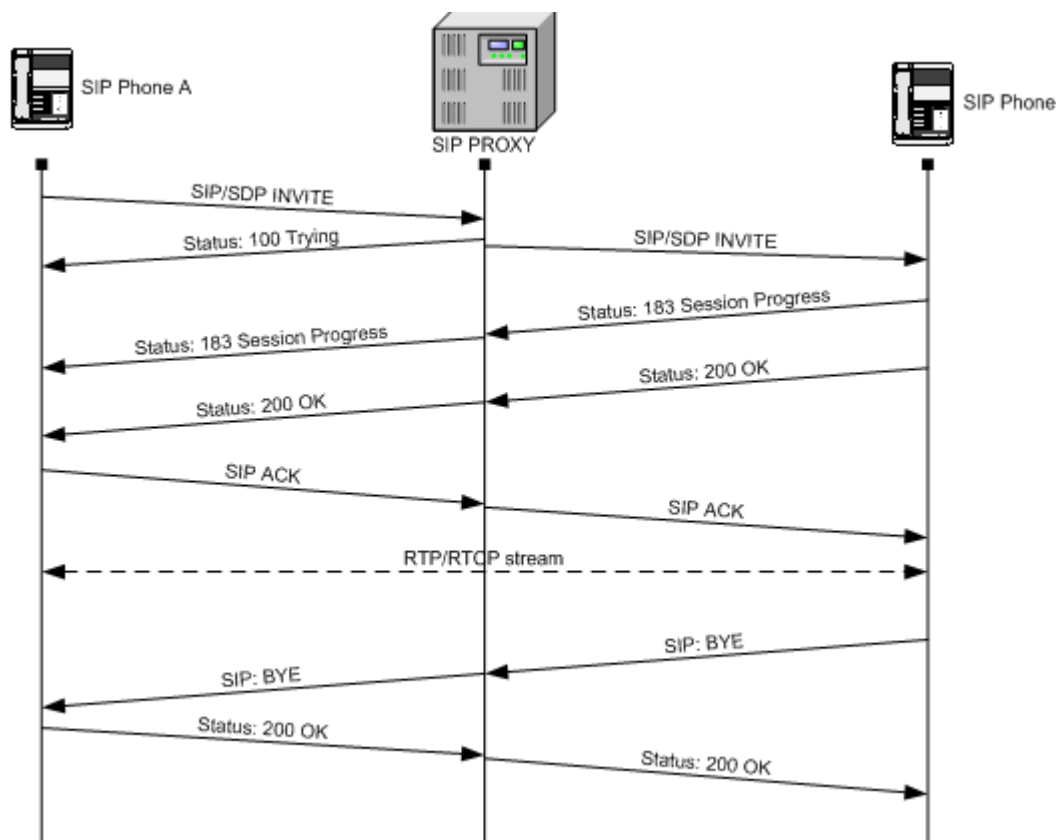 SIP Phone A
SIP PROXY
SIP Phone
SIP/SDP INVITE
Status: 100 Trying
SIP/SDP INVITE
Status: 183 Session Progress
Status: 183 Session Progress
Status: 200 OK
Status: 200 OK
SIP ACK
SIP ACK
RTP/RTCP stream
SIP: BYE
SIP: BYE
Status: 200 OK
Status: 200 OK